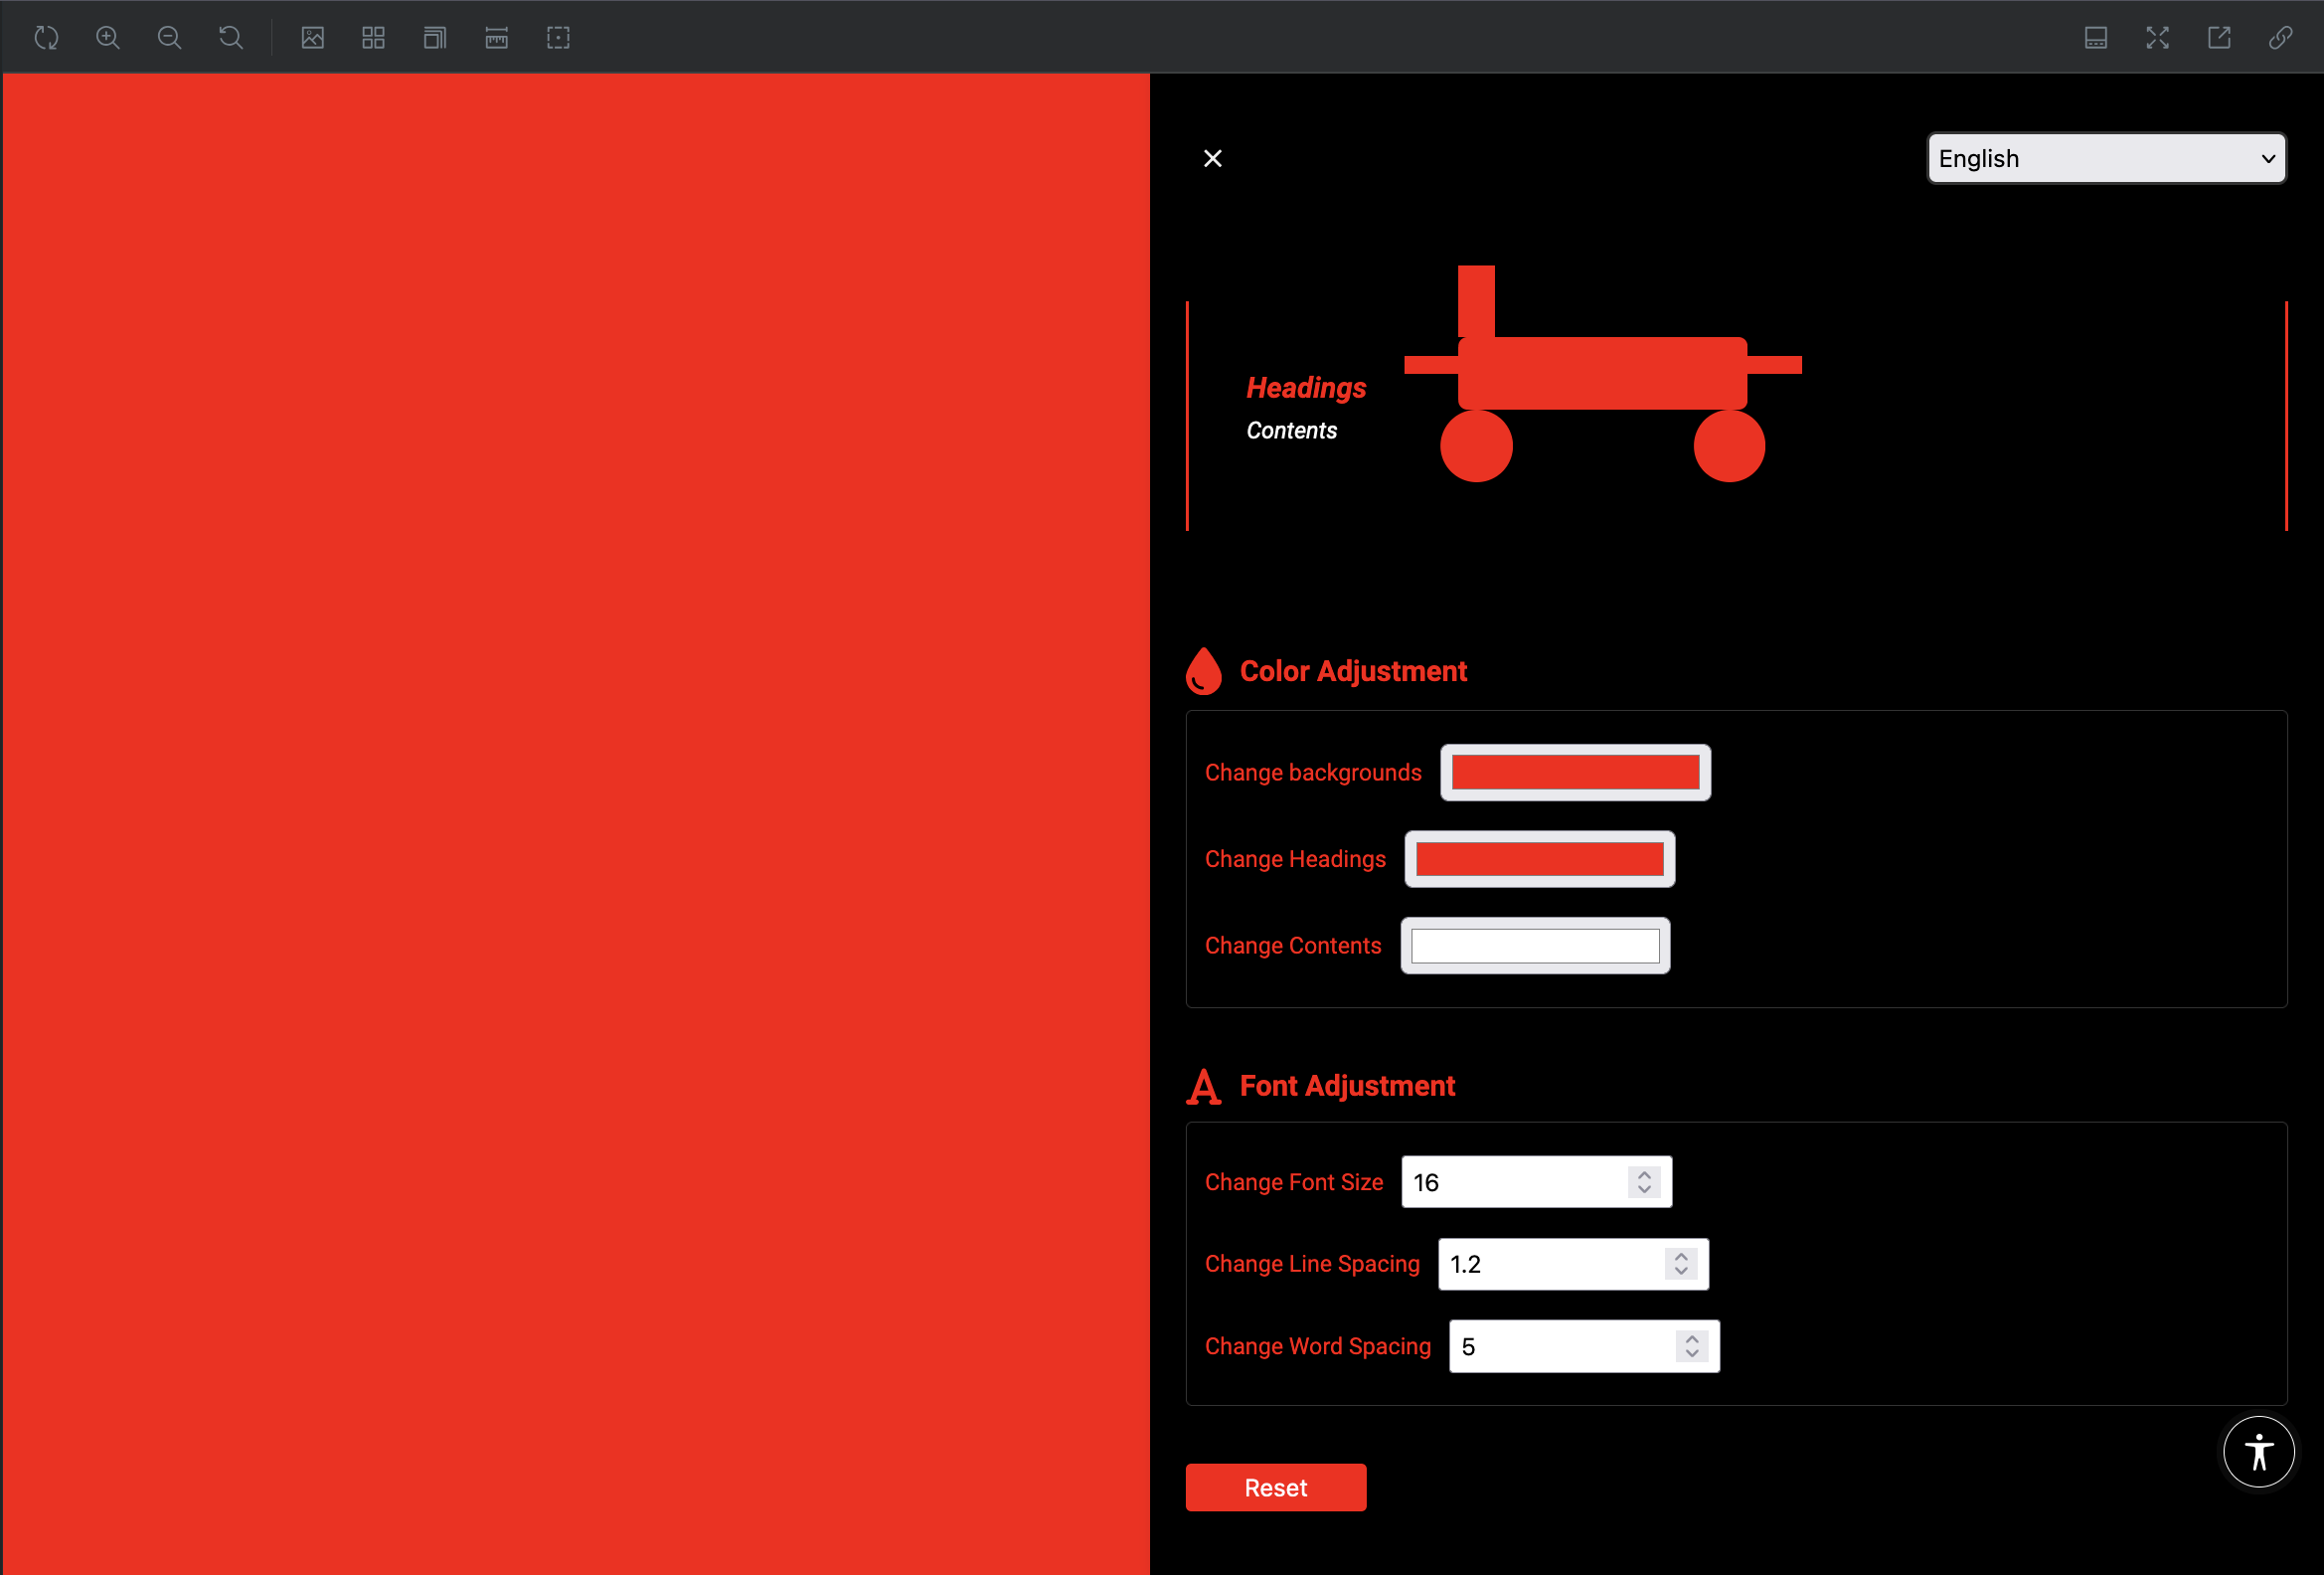 English
Headings
Contents
Color Adjustment
Change backgrounds
Change Headings
Change Contents
Font Adjustment
Change Font Size 16
Change Line Spacing 1.2
Change Word Spacing 5
Reset